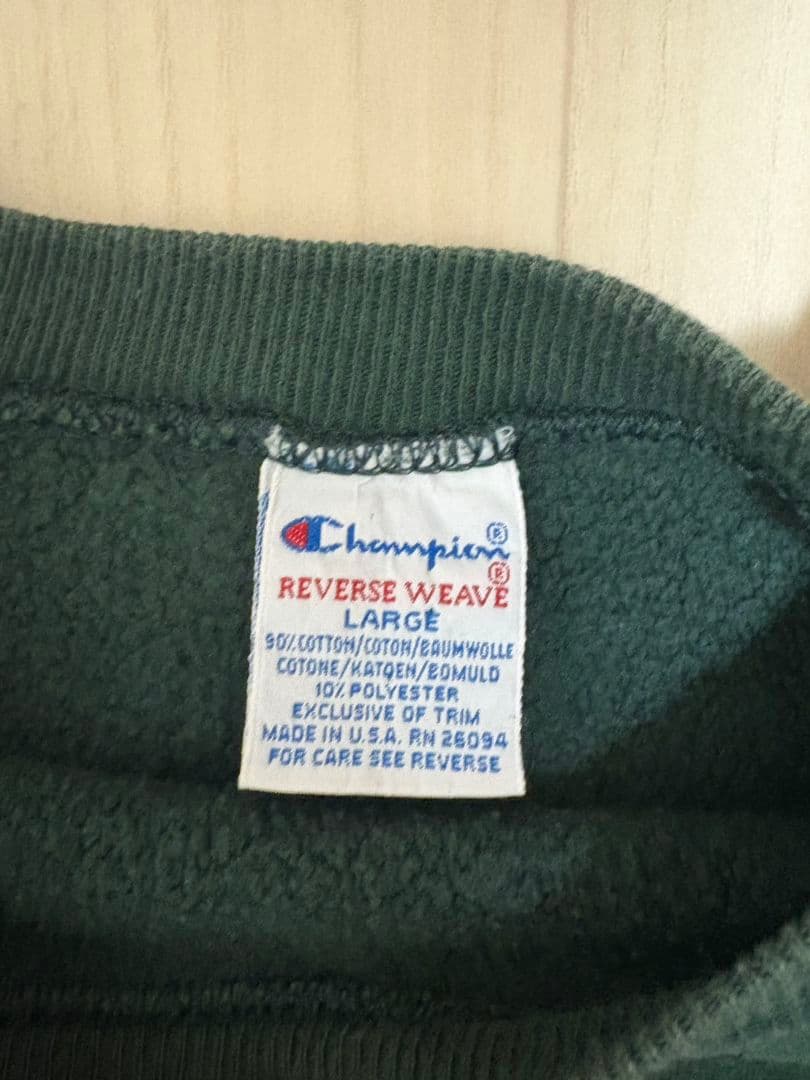 Champion®
REVERSE WEAVE®
LARGE
90% COTTON/COTON/BAUMWOLLE
COTONE/KATOEN/BOMULD
10% POLYESTER
EXCLUSIVE OF TRIM
MADE IN U.S.A. RN 26094
FOR CARE SEE REVERSE